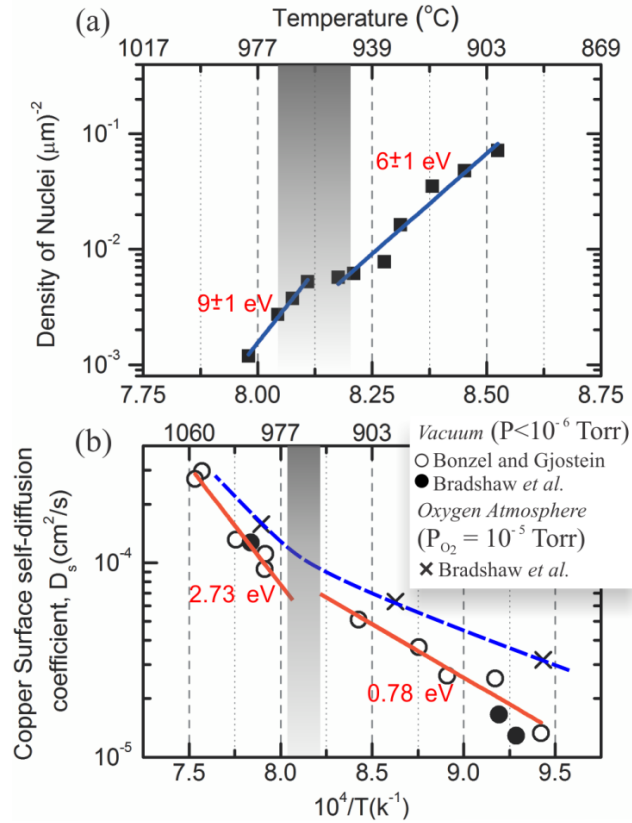 (a)
Temperature (°C)
1017 977 939 903 869
Density of Nuclei (μm)⁻²
10⁻¹
10⁻²
10⁻³
6±1 eV
9±1 eV
7.75 8.00 8.25 8.50 8.75
1060 977 903
(b)
Vacuum (P<10⁻⁶ Torr)
Bonzel and Gjostein
Bradshaw et al.
Oxygen Atmosphere
(P_O₂ = 10⁻⁵ Torr)
Bradshaw et al.
Copper Surface self-diffusion
coefficient, Dₛ(cm²/s)
10⁻⁴
10⁻⁵
2.73 eV
0.78 eV
7.5 8.0 8.5 9.0 9.5
10⁴/T(k⁻¹)